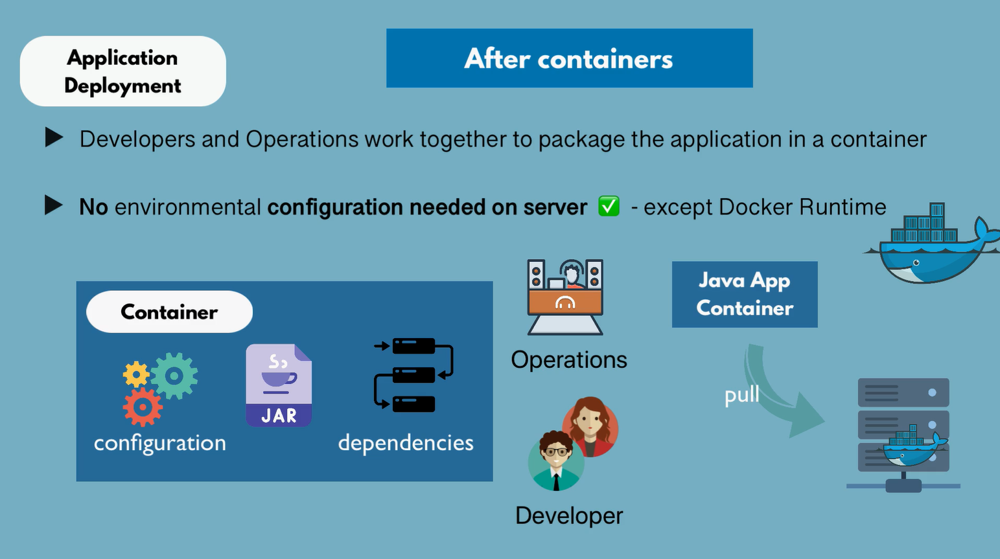 Application
Deployment
After containers
Developers and Operations work together to package the application in a container
No environmental configuration needed on server ✅ - except Docker Runtime
Container
JAR
configuration
dependencies
Operations
Developer
Java App
Container
pull